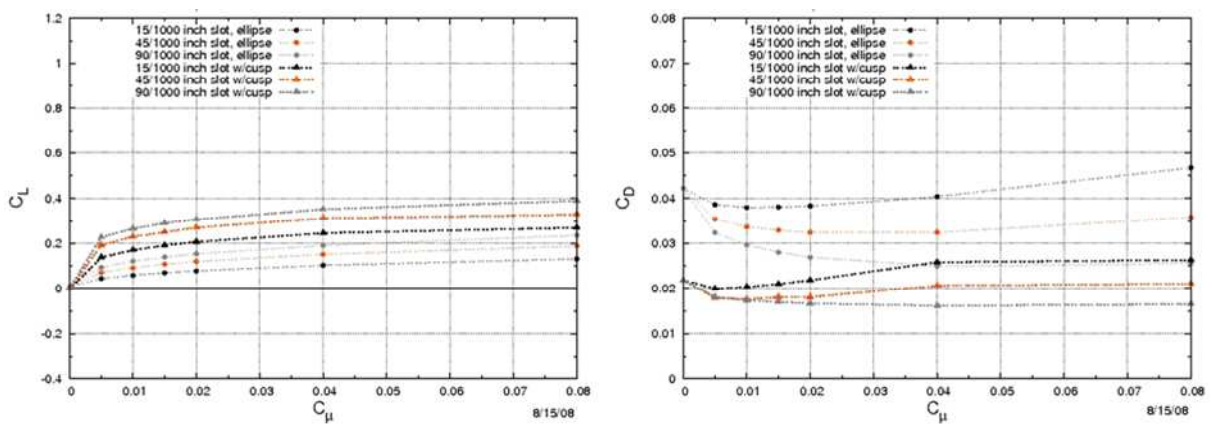 15/1000 inch slot, ellipse
45/1000 inch slot, ellipse
90/1000 inch slot, ellipse
15/1000 inch slot w/cusp
45/1000 inch slot w/cusp
90/1000 inch slot w/cusp
1.2
1
0.8
0.6
0.4
0.2
0
-0.4
C_L
0 0.01 0.02 0.03 0.04 0.05 0.06 0.07 0.08
C_μ
8/15/08
15/1000 inch slot, ellipse
45/1000 inch slot, ellipse
90/1000 inch slot, ellipse
15/1000 inch slot w/cusp
45/1000 inch slot w/cusp
90/1000 inch slot w/cusp
0.08
0.07
0.06
0.05
0.04
0.03
0.02
0.01
0
C_D
0 0.01 0.02 0.03 0.04 0.05 0.06 0.07 0.08
C_μ
8/15/08